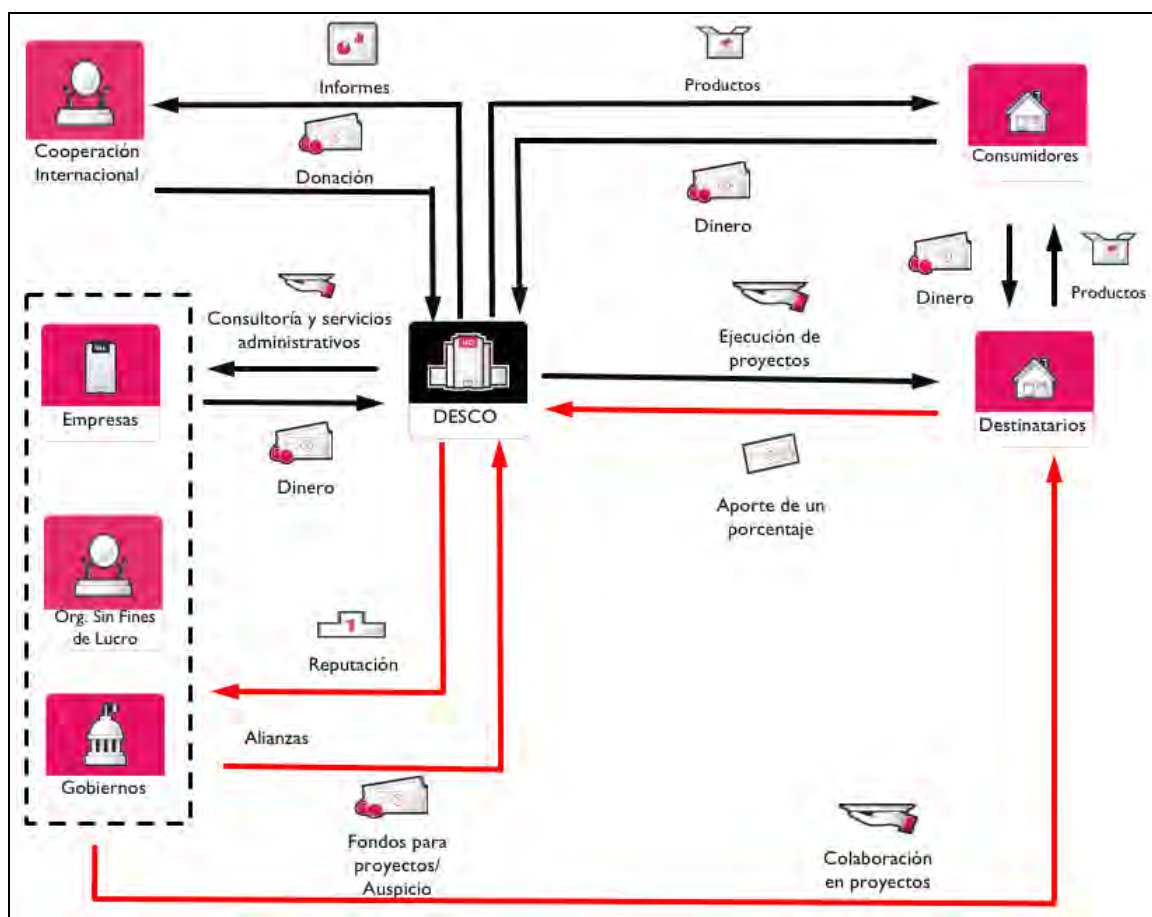 Informes
Productos
Cooperación
Internacional
Donación
Consumidores
Dinero
Dinero
Productos
Consultoría y servicios
administrativos
Ejecución de
proyectos
Empresas
DESCO
Destinatarios
Dinero
Aporte de un
porcentaje
Org. Sin Fines
de Lucro
1
Reputación
Alianzas
Gobiernos
Fondos para
proyectos/
Auspicio
Colaboración
en proyectos